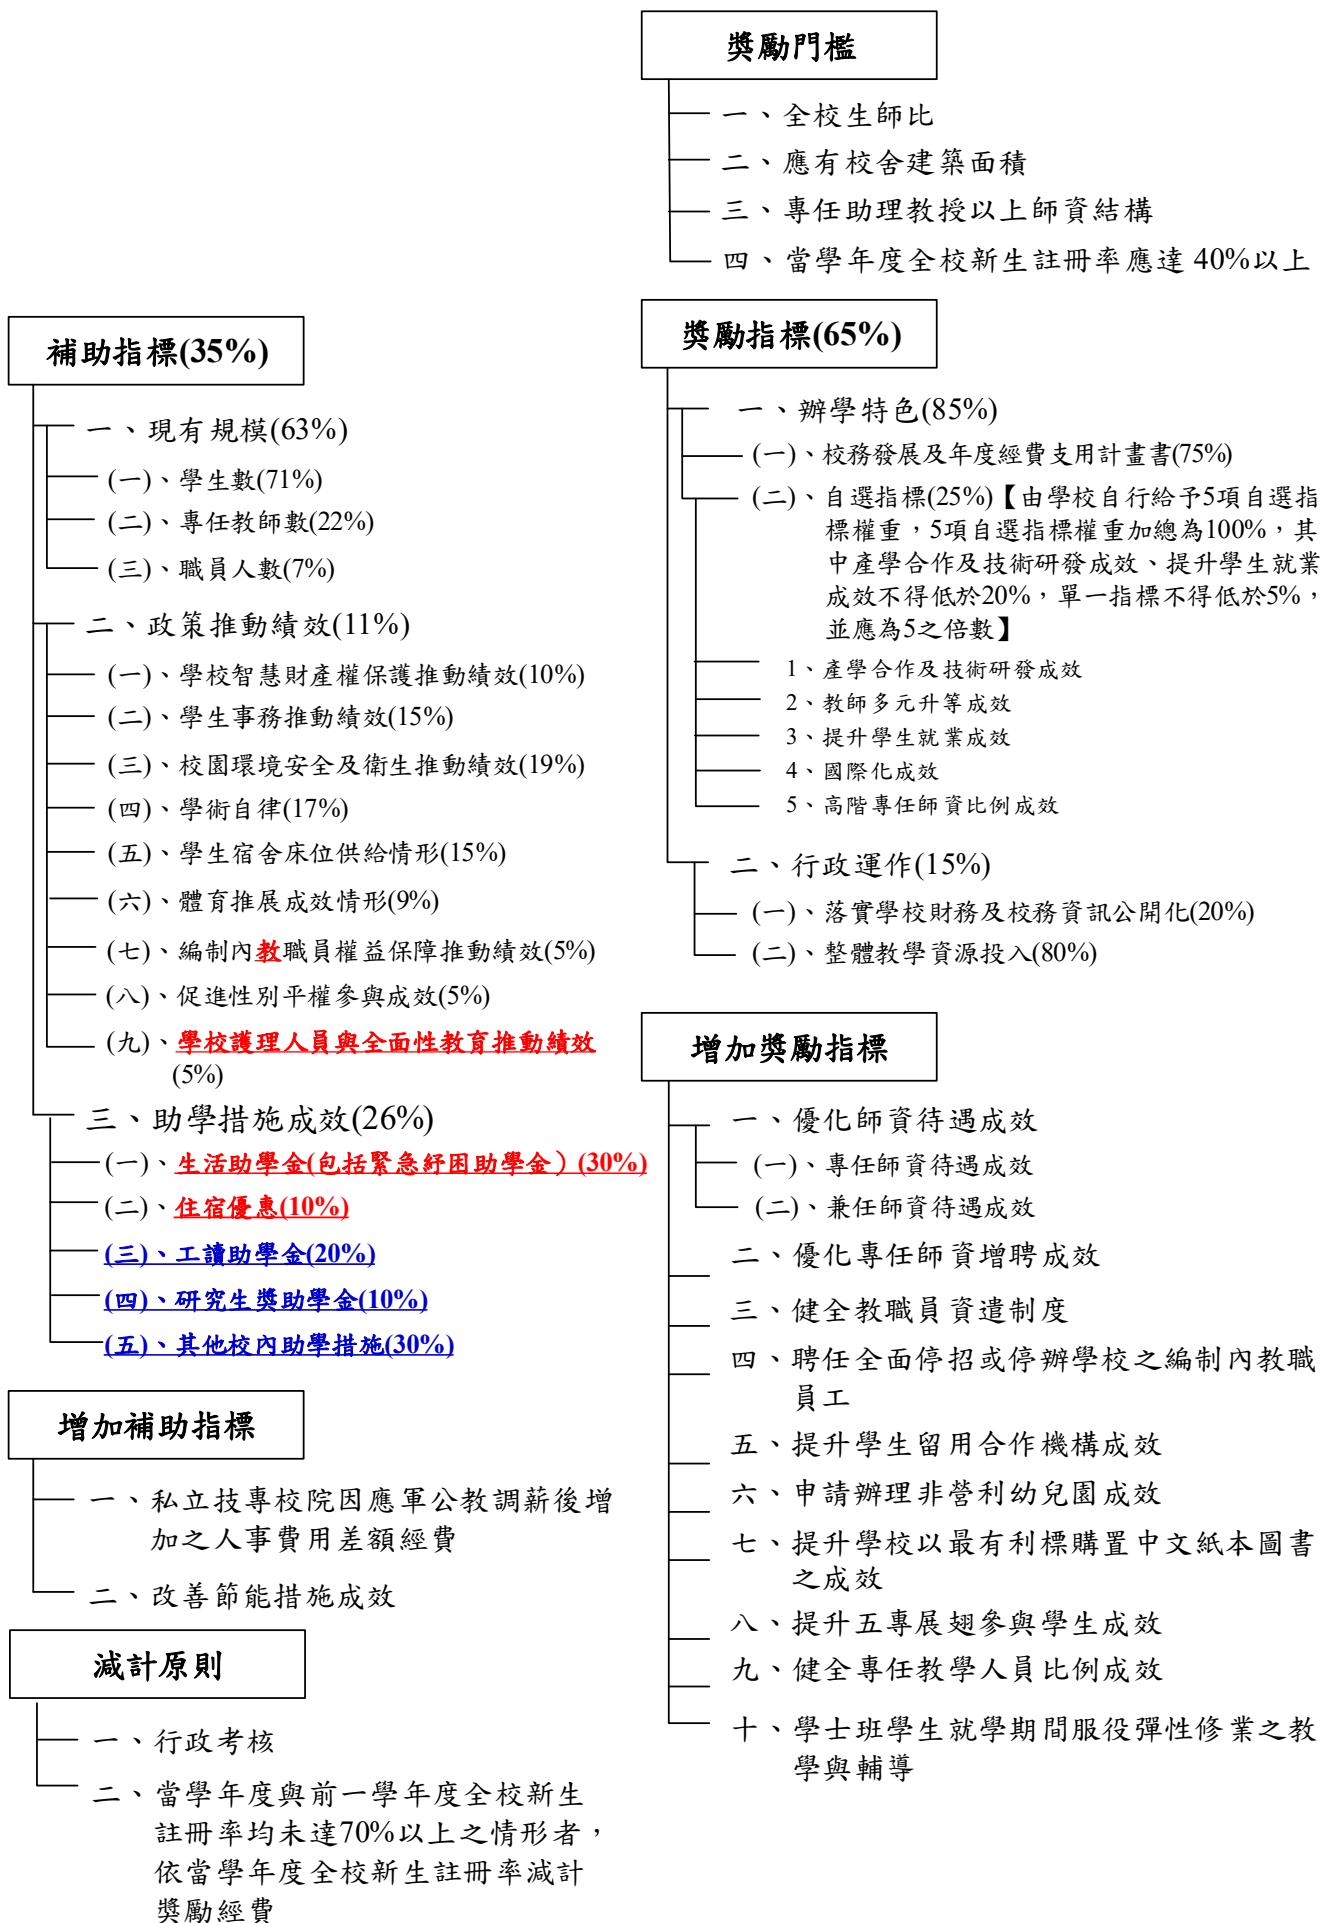 補助指標(35%)
一、現有規模(63%)
(一)、學生數(71%)
(二)、專任教師數(22%)
(三)、職員人數(7%)
二、政策推動績效(11%)
(一)、學校智慧財產權保護推動績效(10%)
(二)、學生事務推動績效(15%)
(三)、校園環境安全及衛生推動績效(19%)
(四)、學術自律(17%)
(五)、學生宿舍床位供給情形(15%)
(六)、體育推展成效情形(9%)
(七)、編制內教職員權益保障推動績效(5%)
(八)、促進性別平權參與成效(5%)
(九)、學校護理人員與全面性教育推動績效
(5%)
三、助學措施成效(26%)
(一)、生活助學金(包括緊急紓困助學金）(30%)
(二)、住宿優惠(10%)
(三)、工讀助學金(20%)
(四)、研究生獎助學金(10%)
(五)、其他校內助學措施(30%)
增加補助指標
一、私立技專校院因應軍公教調薪後增
加之人事費用差額經費
二、改善節能措施成效
減計原則
一、行政考核
二、當學年度與前一學年度全校新生
註冊率均未達70%以上之情形者，
依當學年度全校新生註冊率減計
獎勵經費
獎勵門檻
一、全校生師比
二、應有校舍建築面積
三、專任助理教授以上師資結構
四、當學年度全校新生註冊率應達 40%以上
獎勵指標(65%)
一、辦學特色(85%)
(一)、校務發展及年度經費支用計畫書(75%)
(二)、自選指標(25%)【由學校自行給予5項自選指
標權重，5項自選指標權重加總為100%，其
中產學合作及技術研發成效、提升學生就業
成效不得低於20%，單一指標不得低於5%，
並應為5之倍數】
1、產學合作及技術研發成效
2、教師多元升等成效
3、提升學生就業成效
4、國際化成效
5、高階專任師資比例成效
二、行政運作(15%)
(一)、落實學校財務及校務資訊公開化(20%)
(二)、整體教學資源投入(80%)
增加獎勵指標
一、優化師資待遇成效
(一)、專任師資待遇成效
(二)、兼任師資待遇成效
二、優化專任師資增聘成效
三、健全教職員資遣制度
四、聘任全面停招或停辦學校之編制內教職
員工
五、提升學生留用合作機構成效
六、申請辦理非營利幼兒園成效
七、提升學校以最有利標購置中文紙本圖書
之成效
八、提升五專展翅參與學生成效
九、健全專任教學人員比例成效
十、學士班學生就學期間服役彈性修業之教
學與輔導